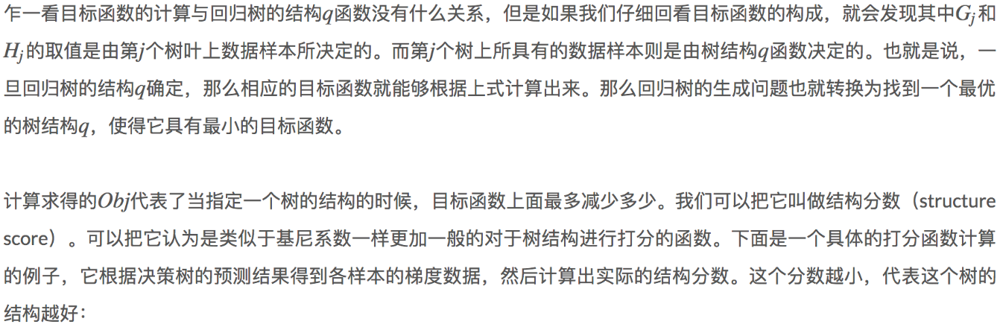 乍一看目标函数的计算与回归树的结构q函数没有什么关系，但是如果我们仔细回看目标函数的构成，就会发现其中Gj和
Hj的取值是由第j个树叶上数据样本所决定的。而第j个树上所具有的数据样本则是由树结构q函数决定的。也就是说，一
旦回归树的结构q确定，那么相应的目标函数就能够根据上式计算出来。那么回归树的生成问题也就转换为找到一个最优
的树结构q，使得它具有最小的目标函数。
计算求得的Obj代表了当指定一个树的结构的时候，目标函数上面最多减少多少。我们可以把它叫做结构分数（structure
score）。可以把它认为是类似于基尼系数一样更加一般的对于树结构进行打分的函数。下面是一个具体的打分函数计算
的例子，它根据决策树的预测结果得到各样本的梯度数据，然后计算出实际的结构分数。这个分数越小，代表这个树的
结构越好：